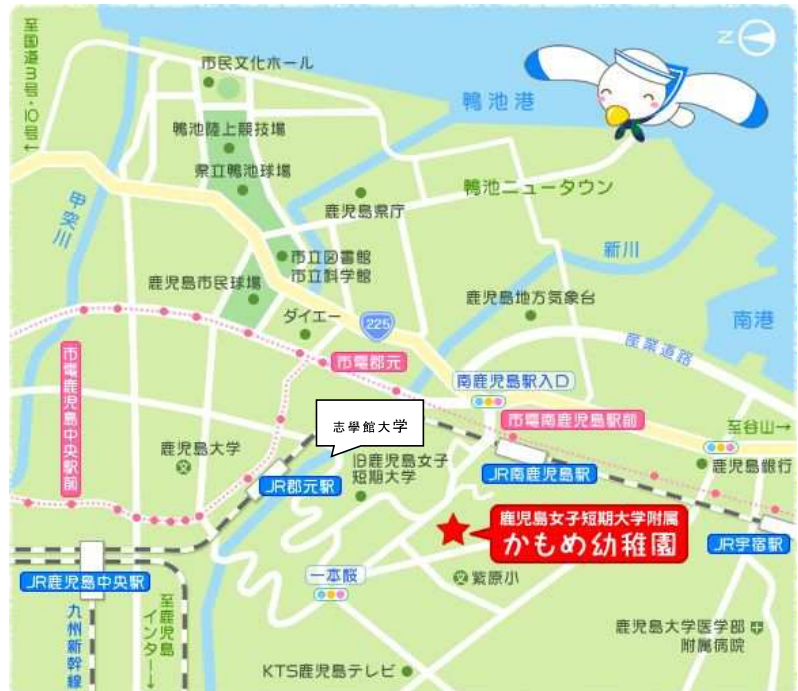 至国道3号・10号←
市民文化ホール
N
鴨池港
鴨池陸上競技場
県立鴨池球場
鴨池ニュータウン
甲突川
鹿児島県庁
新川
市立図書館
市立科学館
鹿児島市民球場
鹿児島地方気象台
南港
ダイエー
225
産業道路
市電郡元
南鹿児島駅入口
市電鹿児島中央駅前
志學館大学
市電南鹿児島駅前
至谷山→
鹿児島大学
文
旧鹿児島女子
短期大学
JR郡元駅
JR南鹿児島駅
鹿児島銀行
鹿児島女子短期大学附属
かもめ幼稚園
JR宇宿駅
JR鹿児島中央駅
一本桜
文
紫原小
九州新幹線
至鹿児島
インター→
鹿児島大学医学部
附属病院
KTS鹿児島テレビ